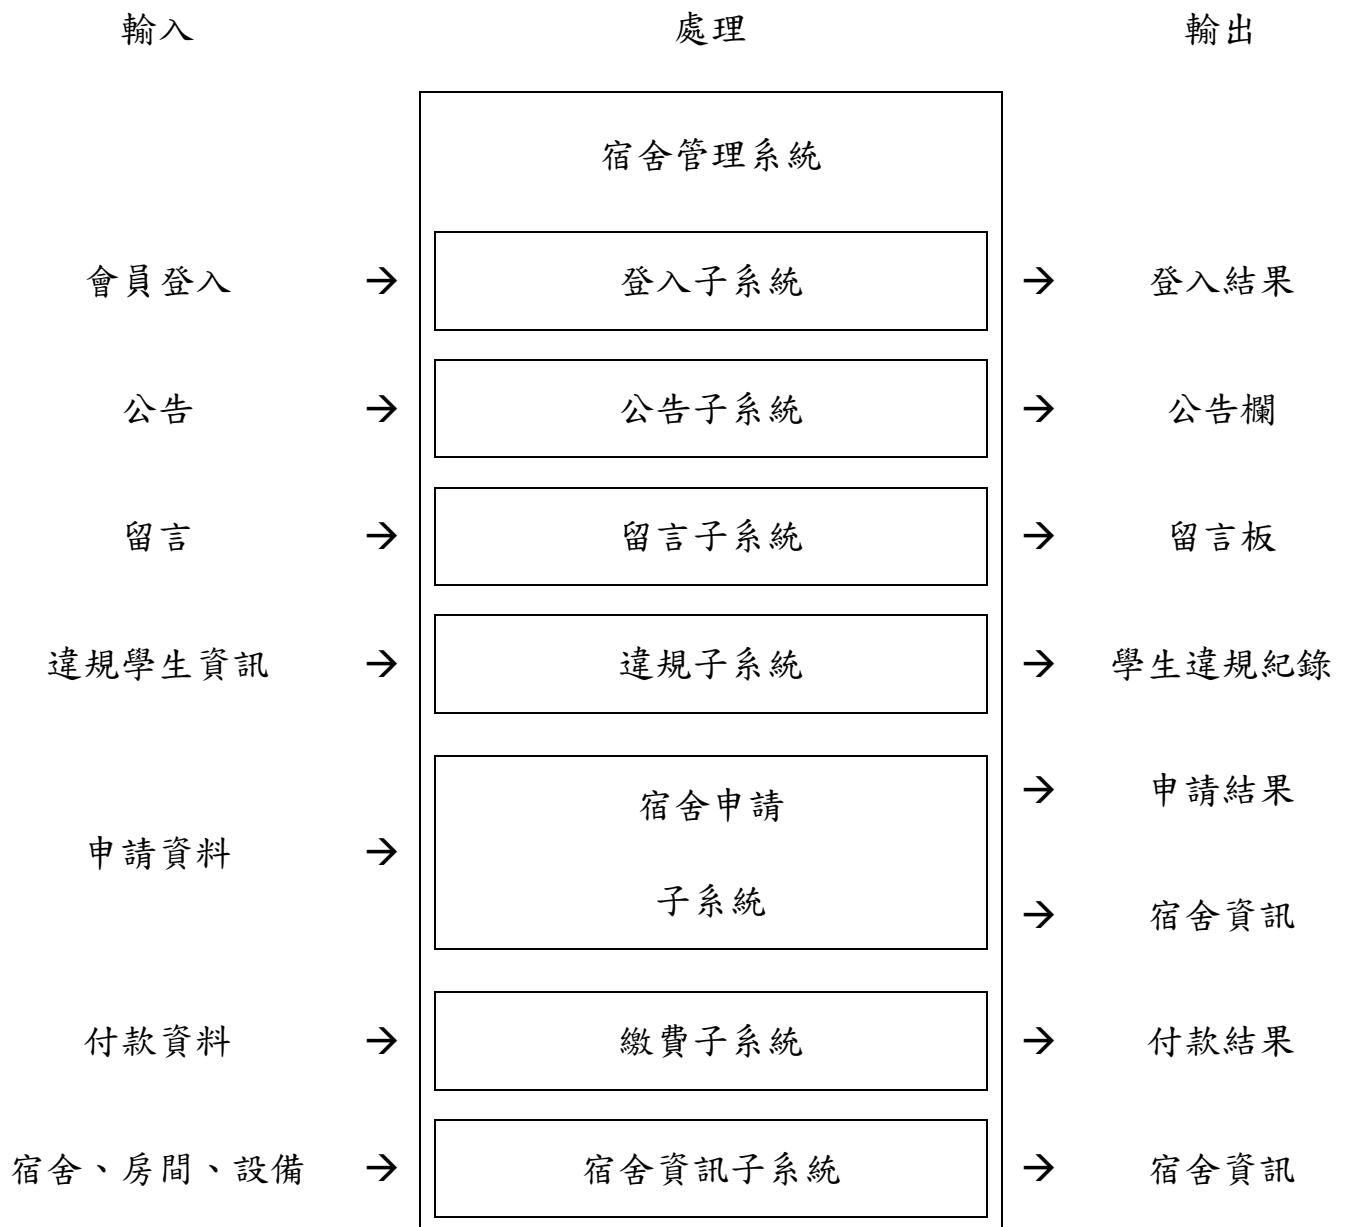 輸入 處理 輸出
宿舍管理系統
會員登入 → 登入子系統 → 登入結果
公告 → 公告子系統 → 公告欄
留言 → 留言子系統 → 留言板
違規學生資訊 → 違規子系統 → 學生違規紀錄
宿舍申請 → 申請結果
申請資料 →
子系統 → 宿舍資訊
付款資料 → 繳費子系統 → 付款結果
宿舍、房間、設備 → 宿舍資訊子系統 → 宿舍資訊